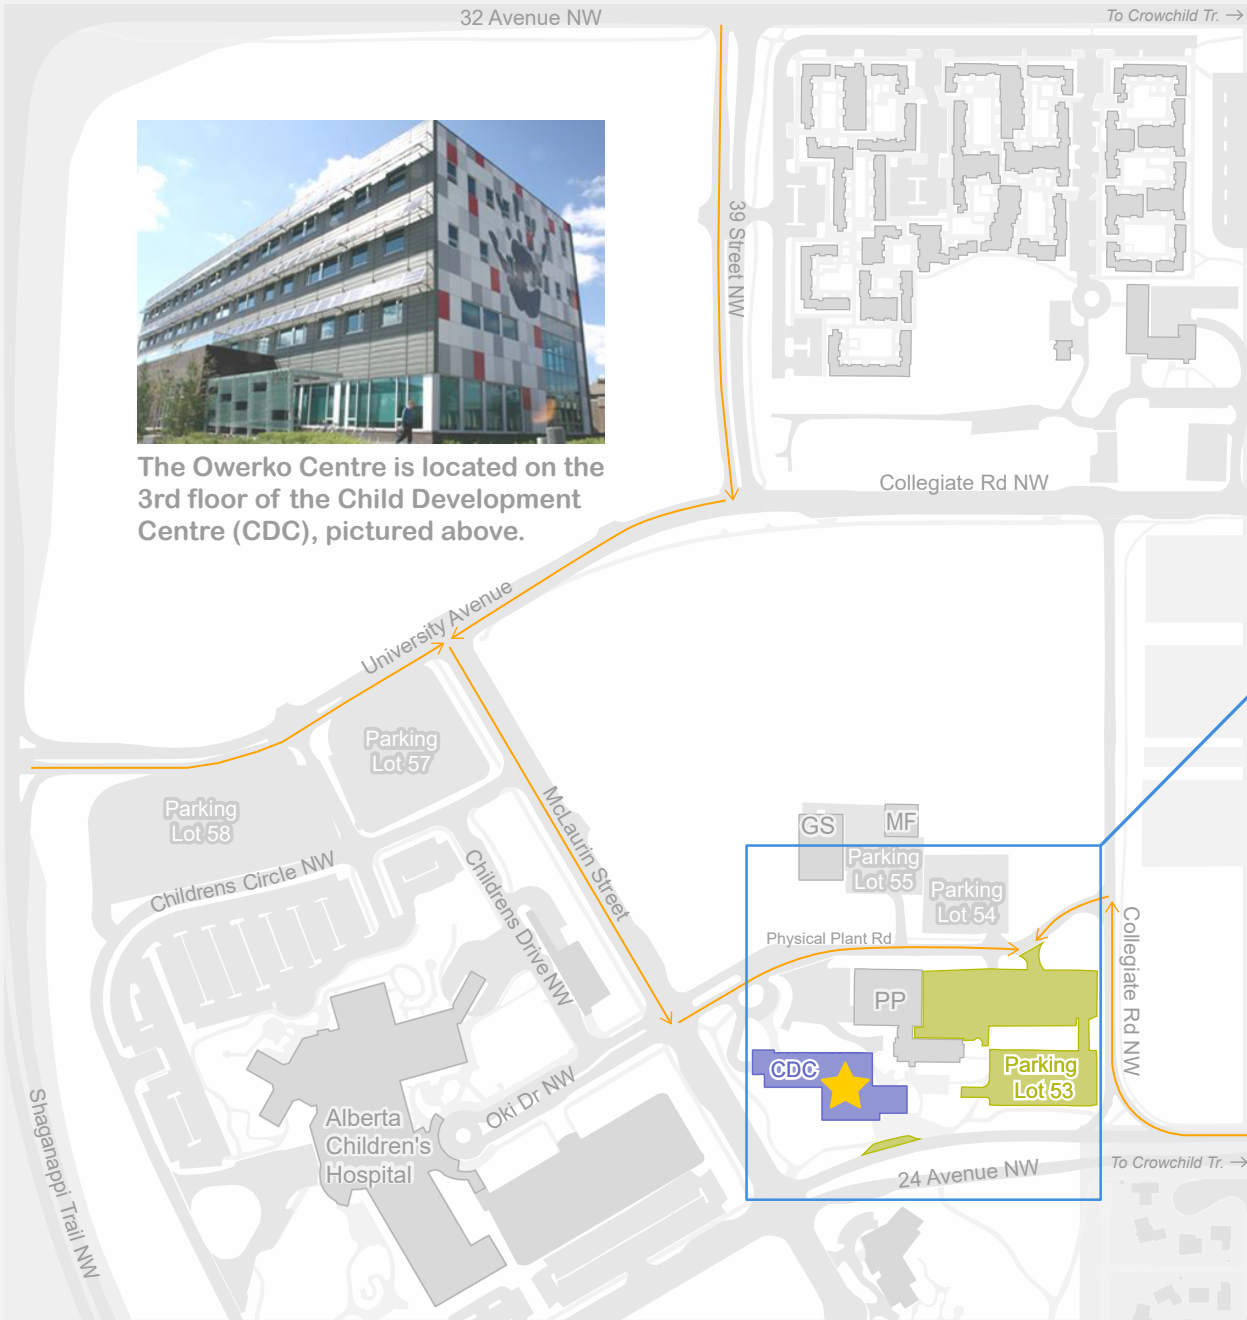 32 Avenue NW
To Crowchild Tr. →
39 Street NW
The Owerko Centre is located on the
3rd floor of the Child Development
Centre (CDC), pictured above.
Collegiate Rd NW
University Avenue
Parking
Lot 57
Parking
Lot 58
McLaurin Street
GS
MF
Parking
Lot 55
Parking
Lot 54
Childrens Circle NW
Childrens Drive NW
Physical Plant Rd
Collegiate Rd NW
PP
CDC
Parking
Lot 53
Oki Dr NW
Alberta
Children's
Hospital
Shaganappi Trail NW
24 Avenue NW
To Crowchild Tr. →